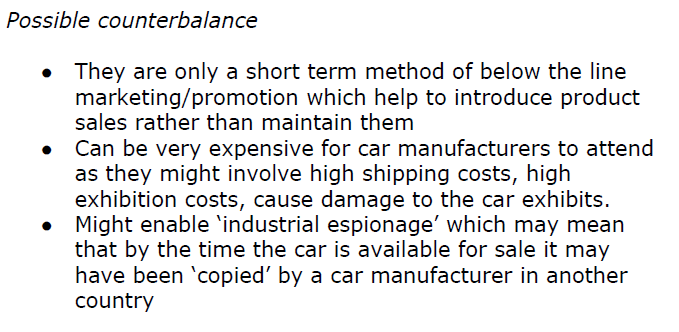 Possible counterbalance
● They are only a short term method of below the line
marketing/promotion which help to introduce product
sales rather than maintain them
● Can be very expensive for car manufacturers to attend
as they might involve high shipping costs, high
exhibition costs, cause damage to the car exhibits.
● Might enable ‘industrial espionage’ which may mean
that by the time the car is available for sale it may
have been ‘copied’ by a car manufacturer in another
country